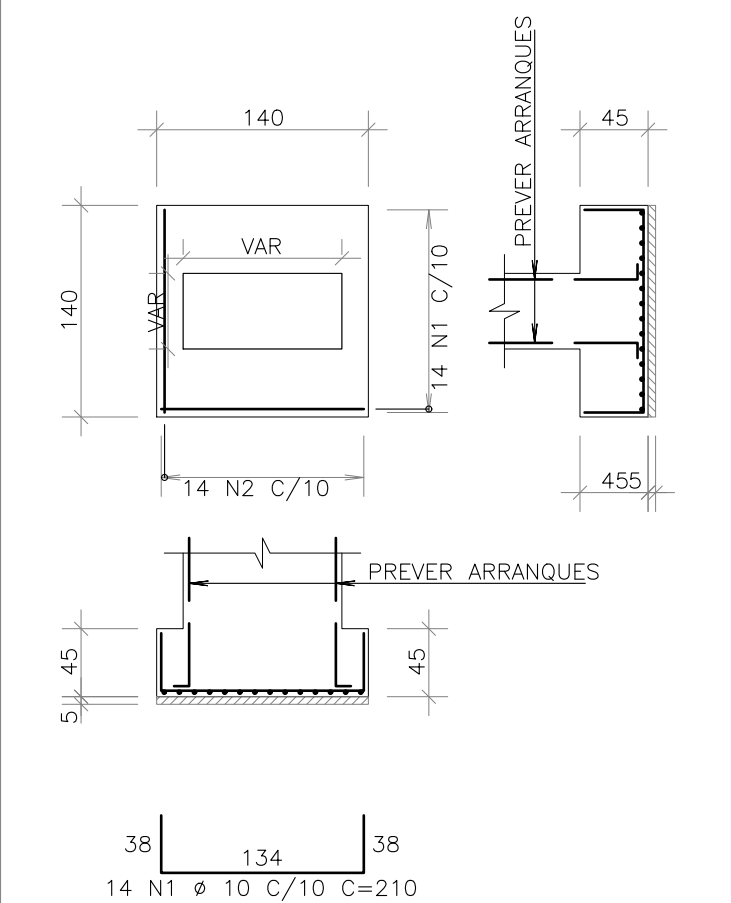 140
45
PREVER ARRANQUES
140
VAR
VAR
14 N1 C/10
14 N2 C/10
455
PREVER ARRANQUES
45
45
5
38
134
38
14 N1 ø 10 C/10 C=210